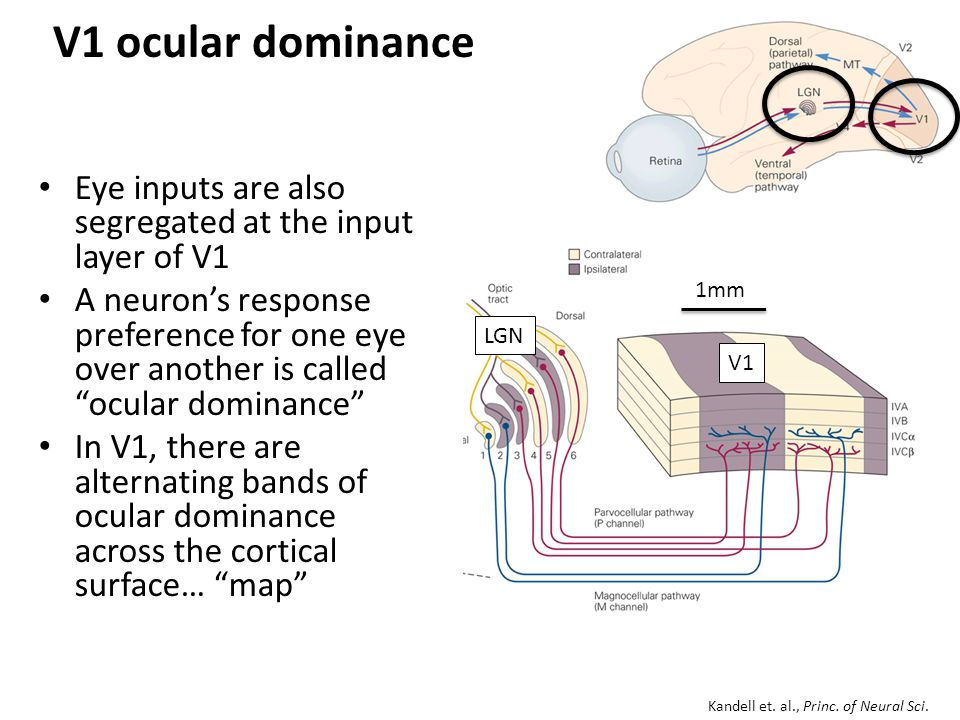 V1 ocular dominance
• Eye inputs are also
segregated at the input
layer of V1
• A neuron’s response
preference for one eye
over another is called
“ocular dominance”
• In V1, there are
alternating bands of
ocular dominance
across the cortical
surface… “map”
Dorsal
(parietal)
pathway
MT
V2
LGN
V1
V4
V2
Retina
Ventral
(temporal)
pathway
Contralateral
Ipsilateral
1mm
Optic
tract
Dorsal
LGN
V1
IVA
IVB
IVCα
IVCβ
al
1 2 3 4 5 6
Parvocellular pathway
(P channel)
Magnocellular pathway
(M channel)
Kandell et. al., Princ. of Neural Sci.